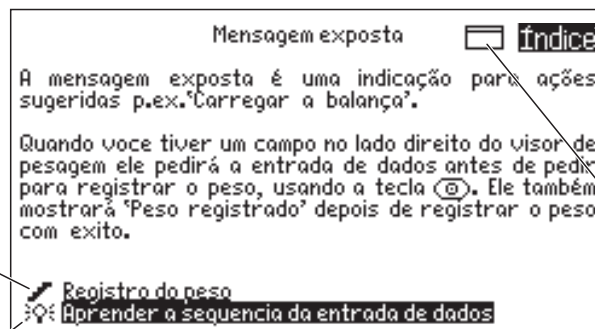 Mensagem exposta
Índice
A mensagem exposta é uma indicação para ações
sugeridas p.ex.'Carregar a balança'.
Quando voce tiver um campo no lado direito do visor de
pesagem ele pedirá a entrada de dados antes de pedir
para registrar o peso, usando a tecla. Ele também
mostrará 'Peso registrado' depois de registrar o peso
com exito.
Registro do peso
Aprender a sequencia da entrada de dados